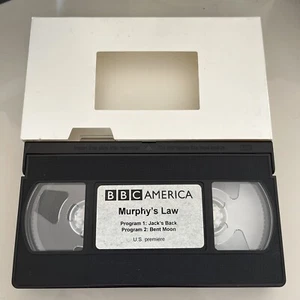 BBC AMERICA
Murphy's Law
Program 1: Jack's Back
Program 2: Bent Moon
U.S. premiere